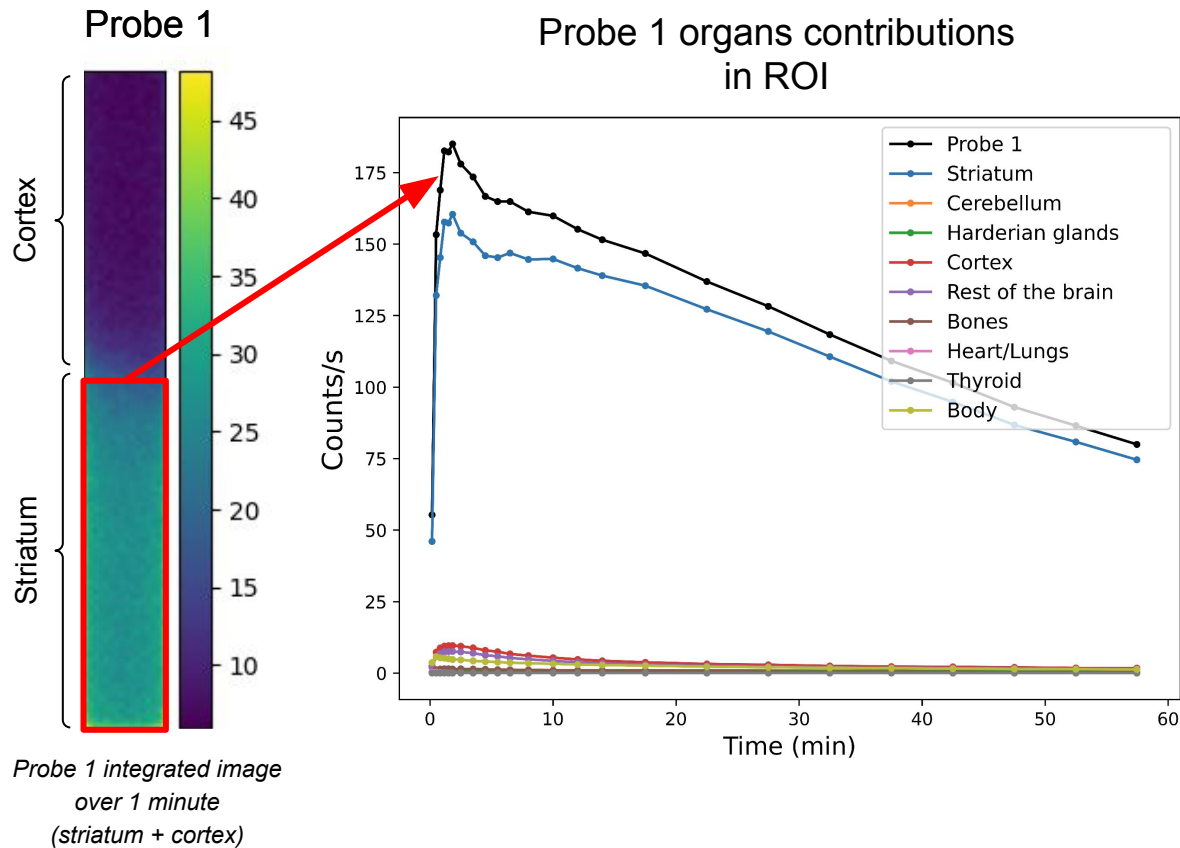 Probe 1
Cortex
Striatum
45
40
35
30
25
20
15
10
Probe 1 integrated image
over 1 minute
(striatum + cortex)
Probe 1 organs contributions
in ROI
Counts/s
175
150
125
100
75
50
25
0
0 10 20 30 40 50 60
Time (min)
Probe 1
Striatum
Cerebellum
Harderian glands
Cortex
Rest of the brain
Bones
Heart/Lungs
Thyroid
Body